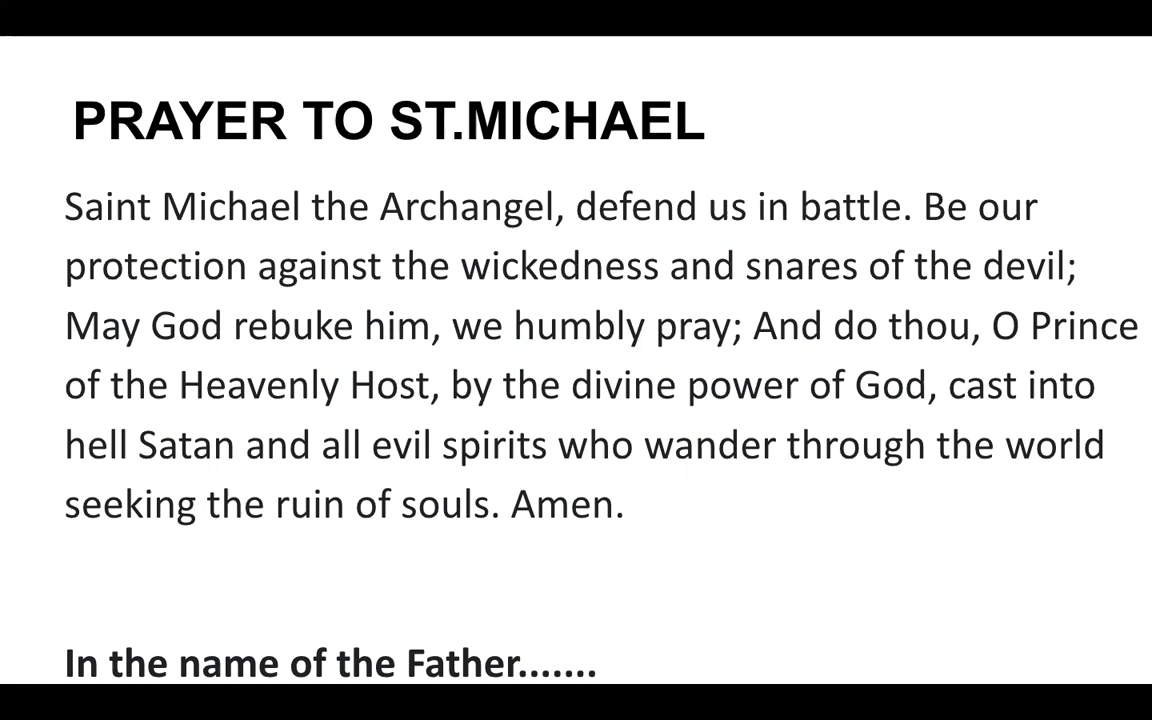 PRAYER TO ST.MICHAEL
Saint Michael the Archangel, defend us in battle. Be our
protection against the wickedness and snares of the devil;
May God rebuke him, we humbly pray; And do thou, O Prince
of the Heavenly Host, by the divine power of God, cast into
hell Satan and all evil spirits who wander through the world
seeking the ruin of souls. Amen.
In the name of the Father.......